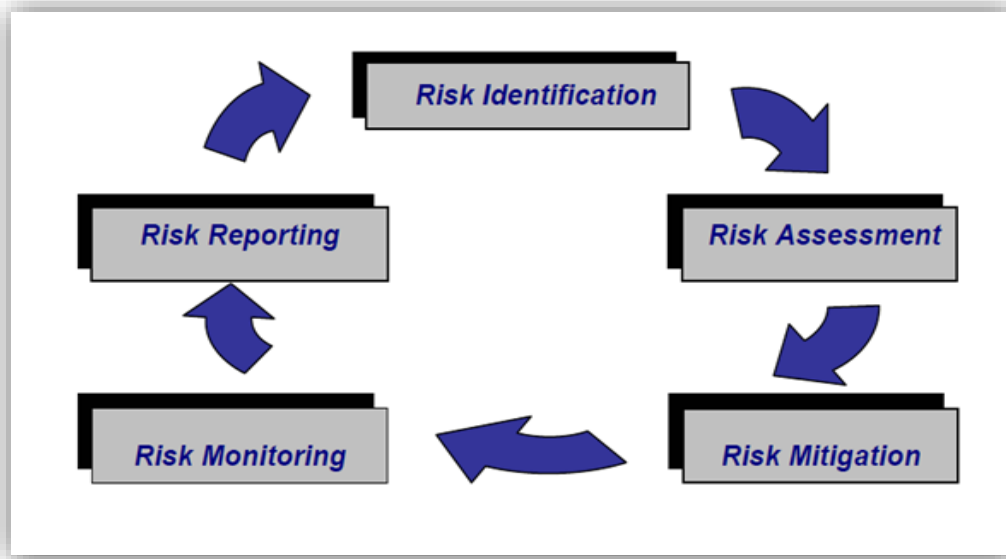 Risk Identification
Risk Assessment
Risk Mitigation
Risk Monitoring
Risk Reporting